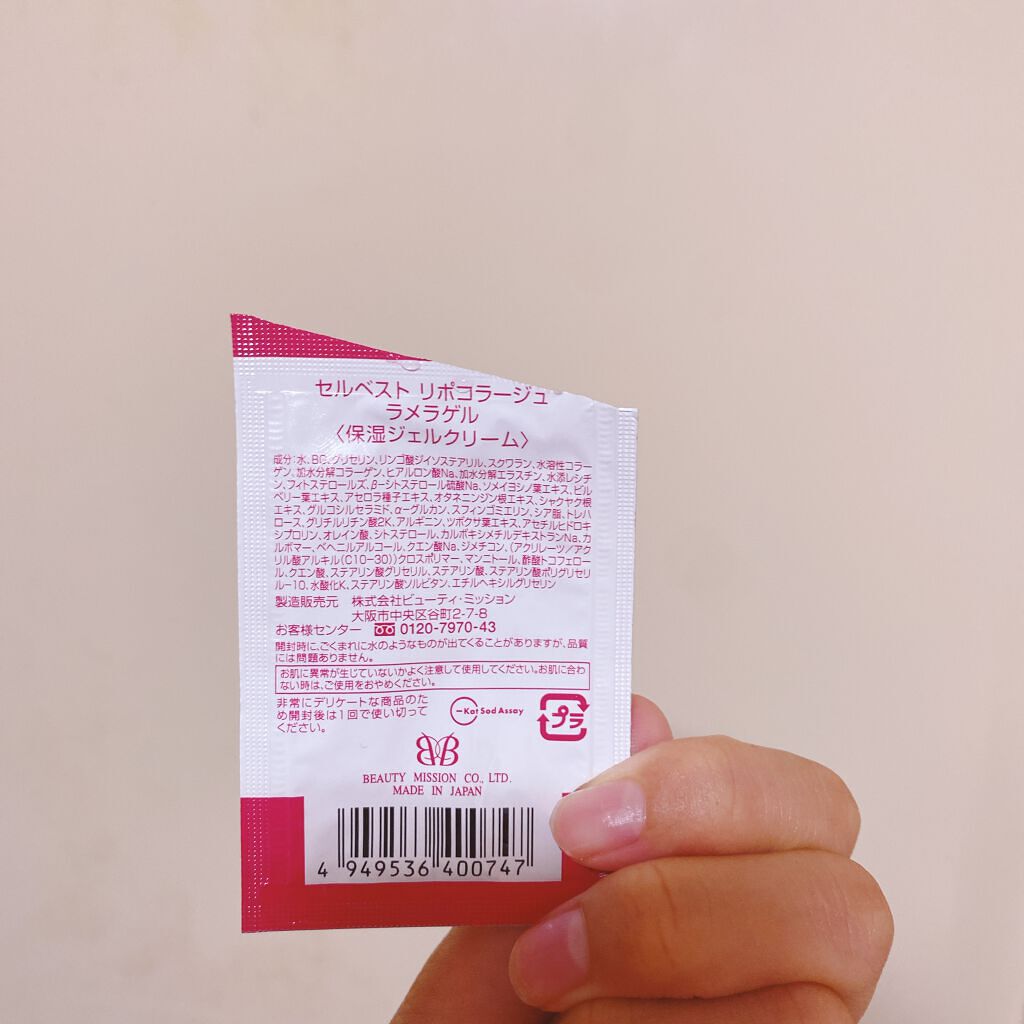 セルベスト リポコラージュ
ラメラゲル
〈保湿ジェルクリーム〉
成分:水、BG、グリセリン、リンゴ酸ジイソステアリル、スクワラン、水溶性コラー
ゲン、加水分解コラーゲン、ヒアルロン酸Na、加水分解エラスチン、水添レシチ
ン、フィトステロールズ、β-シトステロール硫酸Na、ソメイヨシノ葉エキス、ビル
ベリー葉エキス、アセロラ種子エキス、オタネニンジン根エキス、シャクヤク根
エキス、グルコシルセラミド、α-グルカン、スフィンゴミエリン、シア脂、トレハ
ロース、グリチルリチン酸2K、アルギニン、ツボクサ葉エキス、アセチルヒドロキ
シプロリン、オレイン酸、シトステロール、カルボキシメチルデキストランNa、カ
ルボマー、ベヘニルアルコール、クエン酸Na、ジメチコン、(アクリレーツ/アク
リル酸アルキル(C10-30))クロスポリマー、マンニトール、酢酸トコフェロー
ル、クエン酸、ステアリン酸グリセリル、ステアリン酸、ステアリン酸ポリグリセリ
ル-10、水酸化K、ステアリン酸ソルビタン、エチルヘキシルグリセリン
製造販売元 株式会社ビューティ・ミッション
大阪市中央区谷町2-7-8
お客様センター 0120-7970-43
開封時に、ごくまれに水のようなものが出てくることがありますが、品質
には問題ありません。
お肌に異常が生じていないかよく注意して使用してください。お肌に合わ
ない時は、ご使用をおやめください。
非常にデリケートな商品のた
め開封後は1回で使い切って
ください。
Kat Sod Assay
プラ
BEAUTY MISSION CO., LTD.
MADE IN JAPAN
4 949536 400747